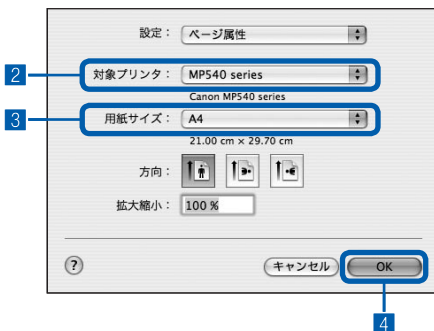 設定： ページ属性
2 対象プリンタ： MP540 series
Canon MP540 series
3 用紙サイズ： A4
21.00 cm × 29.70 cm
方向：
拡大縮小： 100 %
? キャンセル OK
4